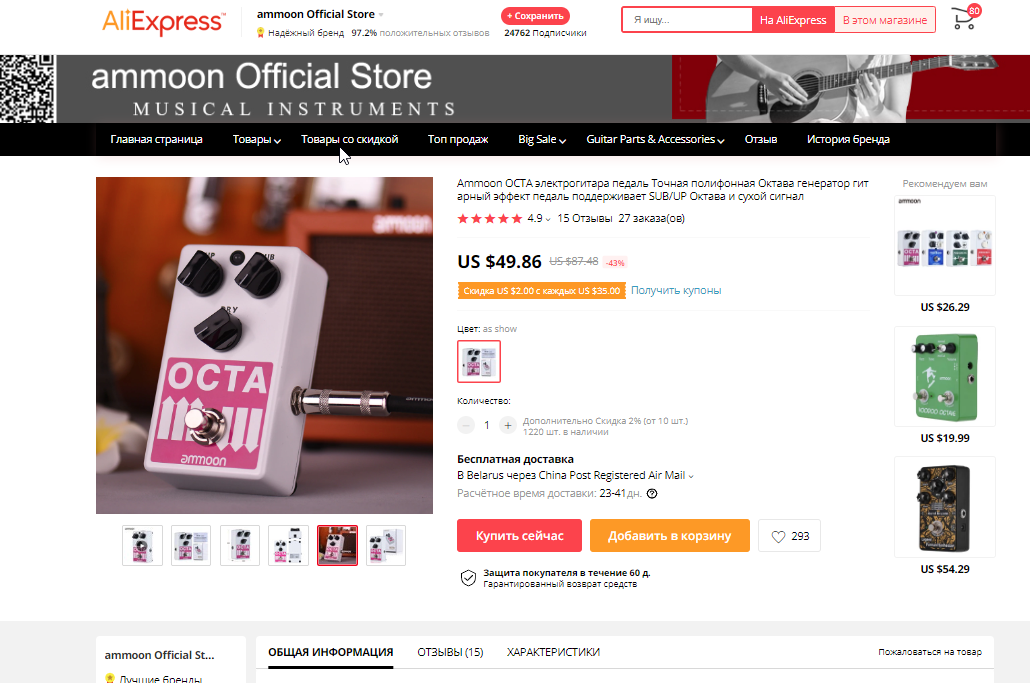 AliExpress™
ammoon Official Store
Надёжный бренд 97.2% положительных отзывов
+ Сохранить
24762 Подписчики
Я ищу...
На AliExpress
В этом магазине
80
ammoon Official Store
MUSICAL INSTRUMENTS
Главная страница Товары Товары со скидкой Топ продаж Big Sale Guitar Parts & Accessories Отзыв История бренда
ammoon
UP
SUB
DRY
OCTA
ammoon
Ammoon OCTA электрогитара педаль Точная полифонная Октава генератор гит
арный эффект педаль поддерживает SUB/UP Октава и сухой сигнал
4.9 15 Отзывы 27 заказа(ов)
US $49.86 US $87.48 -43%
Скидка US $2.00 с каждых US $35.00 Получить купоны
Цвет: as show
Количество:
1
Дополнительно Скидка 2% (от 10 шт.)
1220 шт. в наличии
Бесплатная доставка
В Belarus через China Post Registered Air Mail
Расчётное время доставки: 23-41дн.
Купить сейчас
Добавить в корзину
293
Защита покупателя в течение 60 д.
Гарантированный возврат средств
Рекомендуем вам
ammoon
US $26.29
US $19.99
US $54.29
ammoon Official St...
Лучшие бренды
ОБЩАЯ ИНФОРМАЦИЯ ОТЗЫВЫ (15) ХАРАКТЕРИСТИКИ
Пожаловаться на товар